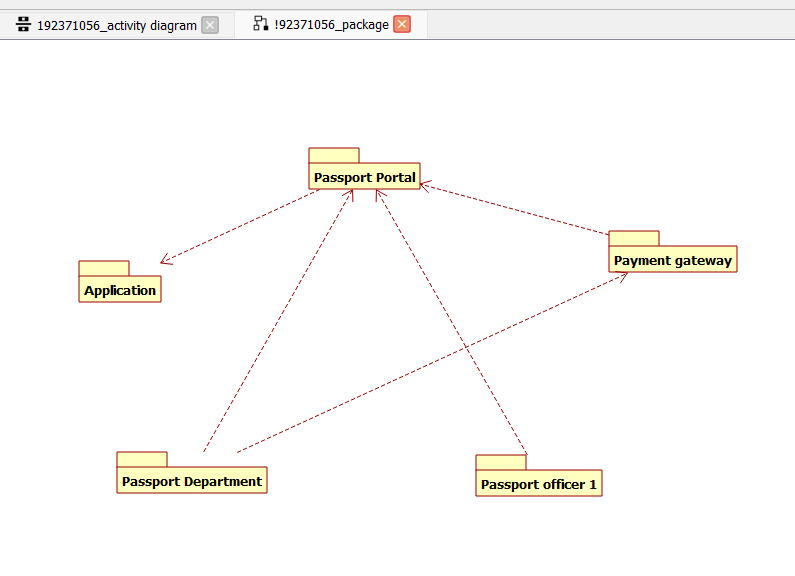 192371056_activity diagram
!92371056_package
Passport Portal
Payment gateway
Application
Passport Department
Passport officer 1